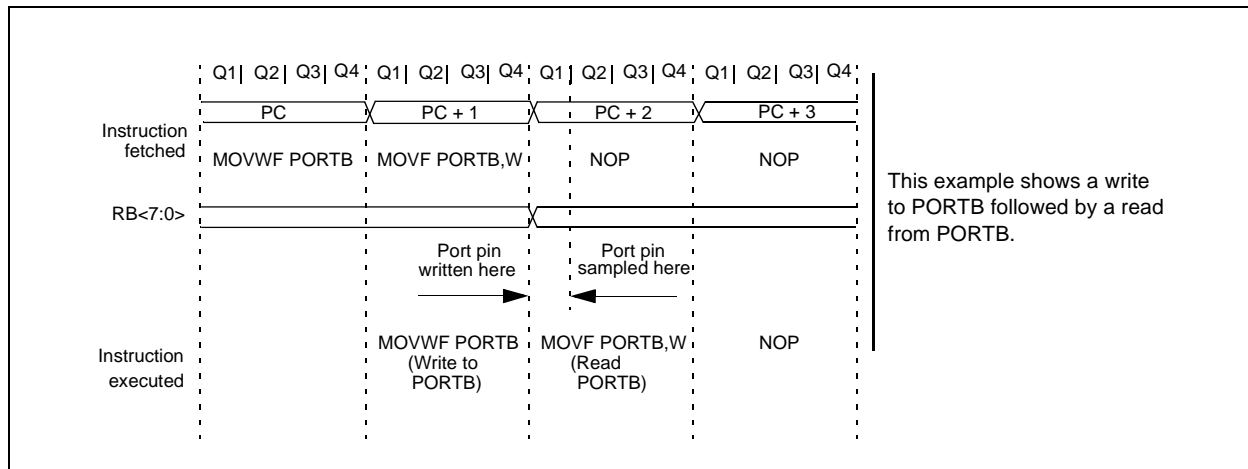 Q1| Q2| Q3| Q4 Q1| Q2| Q3| Q4 Q1| Q2| Q3| Q4 Q1| Q2| Q3| Q4
PC PC + 1 PC + 2 PC + 3
Instruction
fetched
MOVWF PORTB MOVF PORTB,W NOP NOP
RB<7:0>
Port pin
written here
Port pin
sampled here
Instruction
executed
MOVWF PORTB
(Write to
PORTB)
MOVF PORTB,W
(Read
PORTB)
NOP
This example shows a write
to PORTB followed by a read
from PORTB.